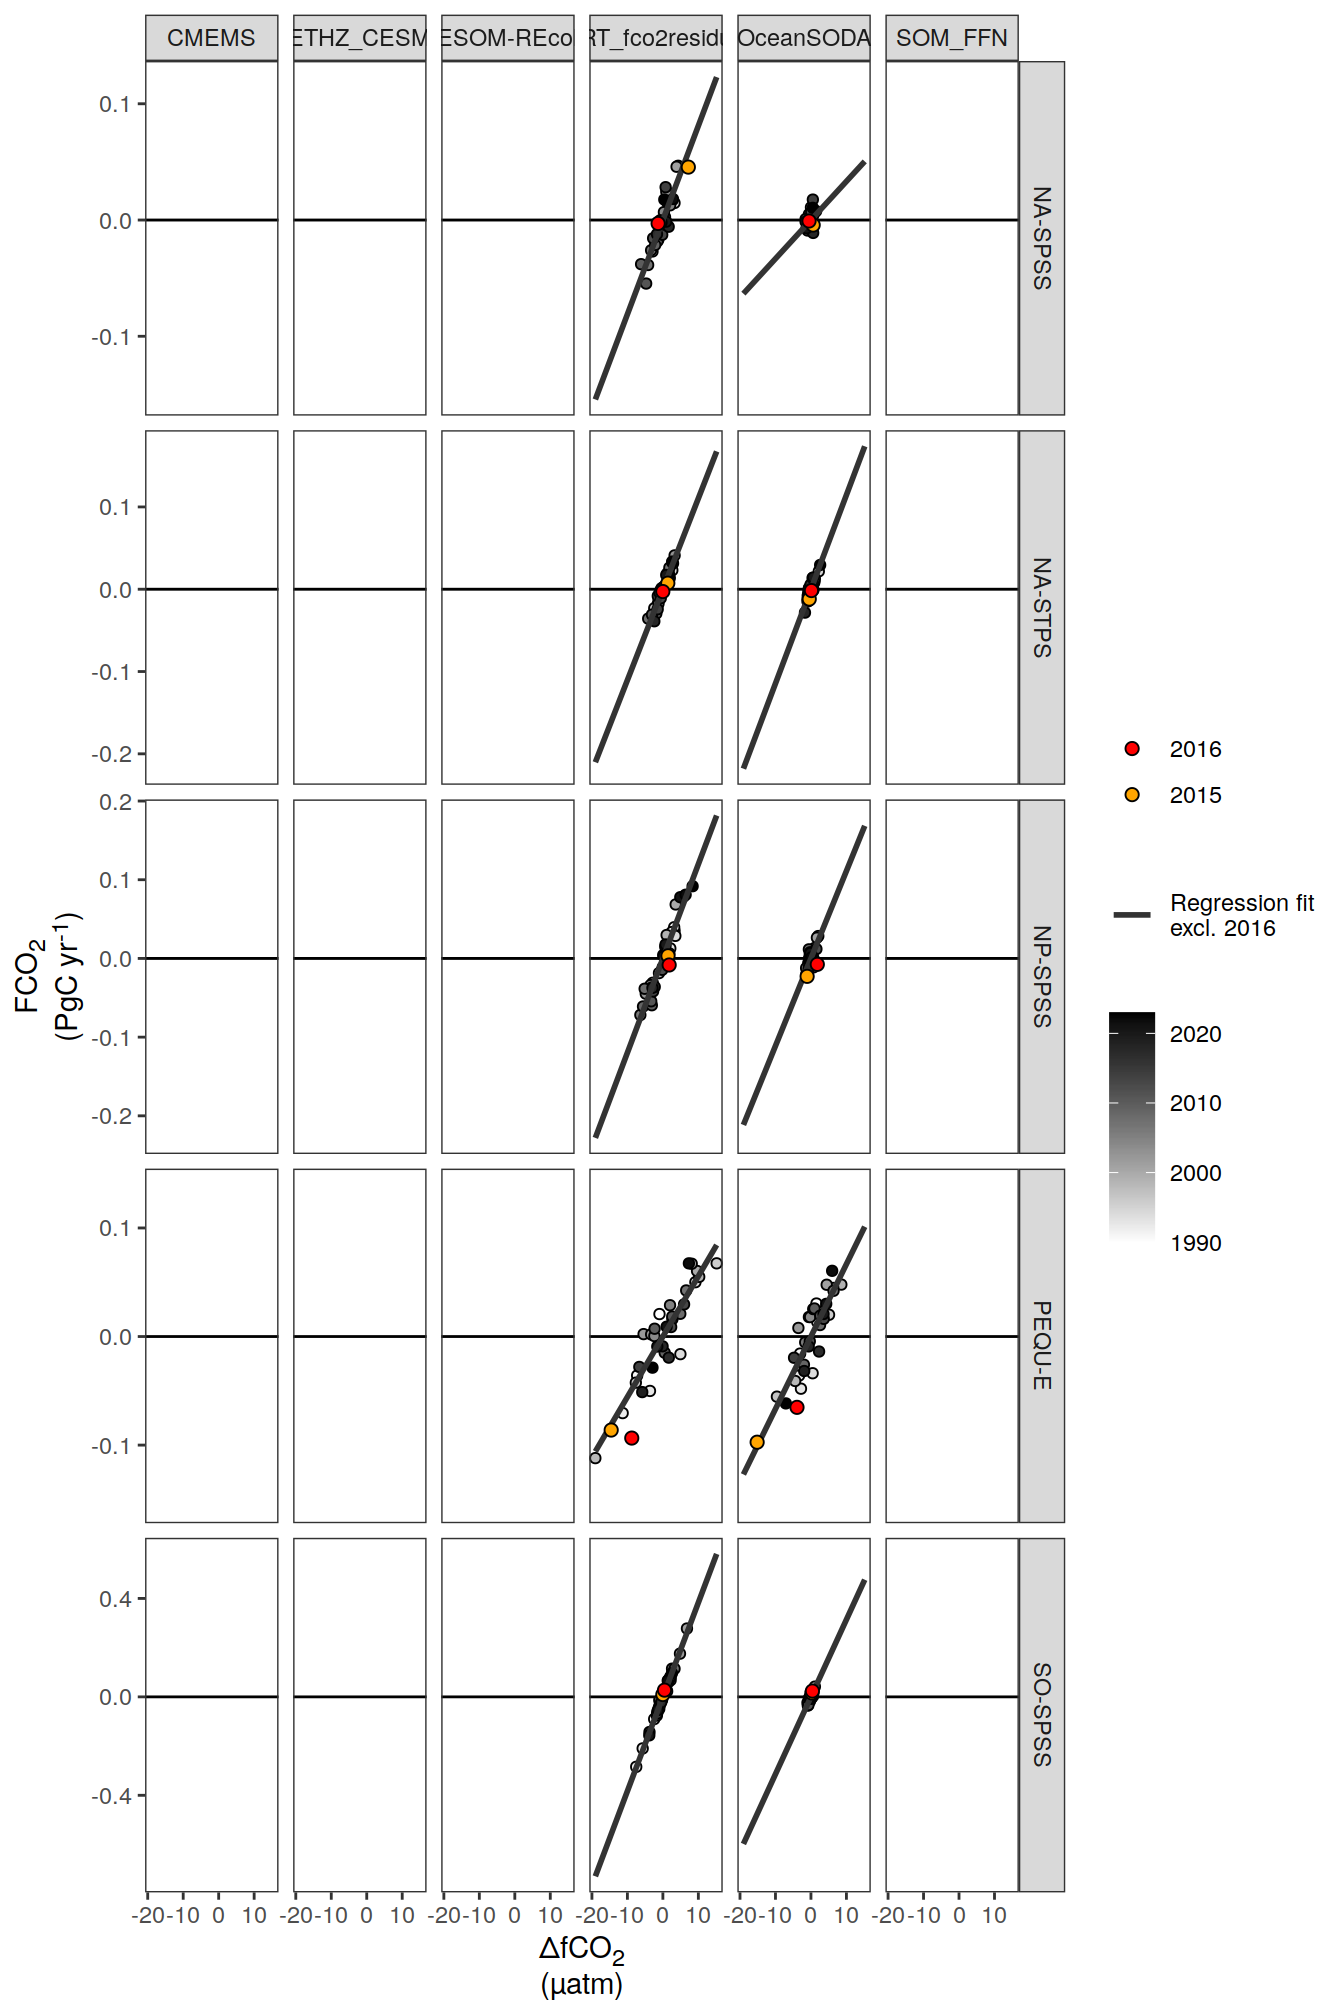 CMEMS ETHZ_CESM ESOM-REco RT_fco2residu OceanSODA SOM_FFN
0.1
0.0
-0.1
NA-SPSS
0.1
0.0
-0.1
-0.2
NA-STPS
0.2
0.1
0.0
-0.1
-0.2
NP-SPSS
0.1
0.0
-0.1
PEQU-E
0.4
0.0
-0.4
SO-SPSS
-20 -10 0 10 -20 -10 0 10 -20 -10 0 10 -20 -10 0 10 -20 -10 0 10 -20 -10 0 10
FCO2
(PgC yr-1)
ΔfCO2
(µatm)
2016
2015
Regression fit
excl. 2016
2020
2010
2000
1990